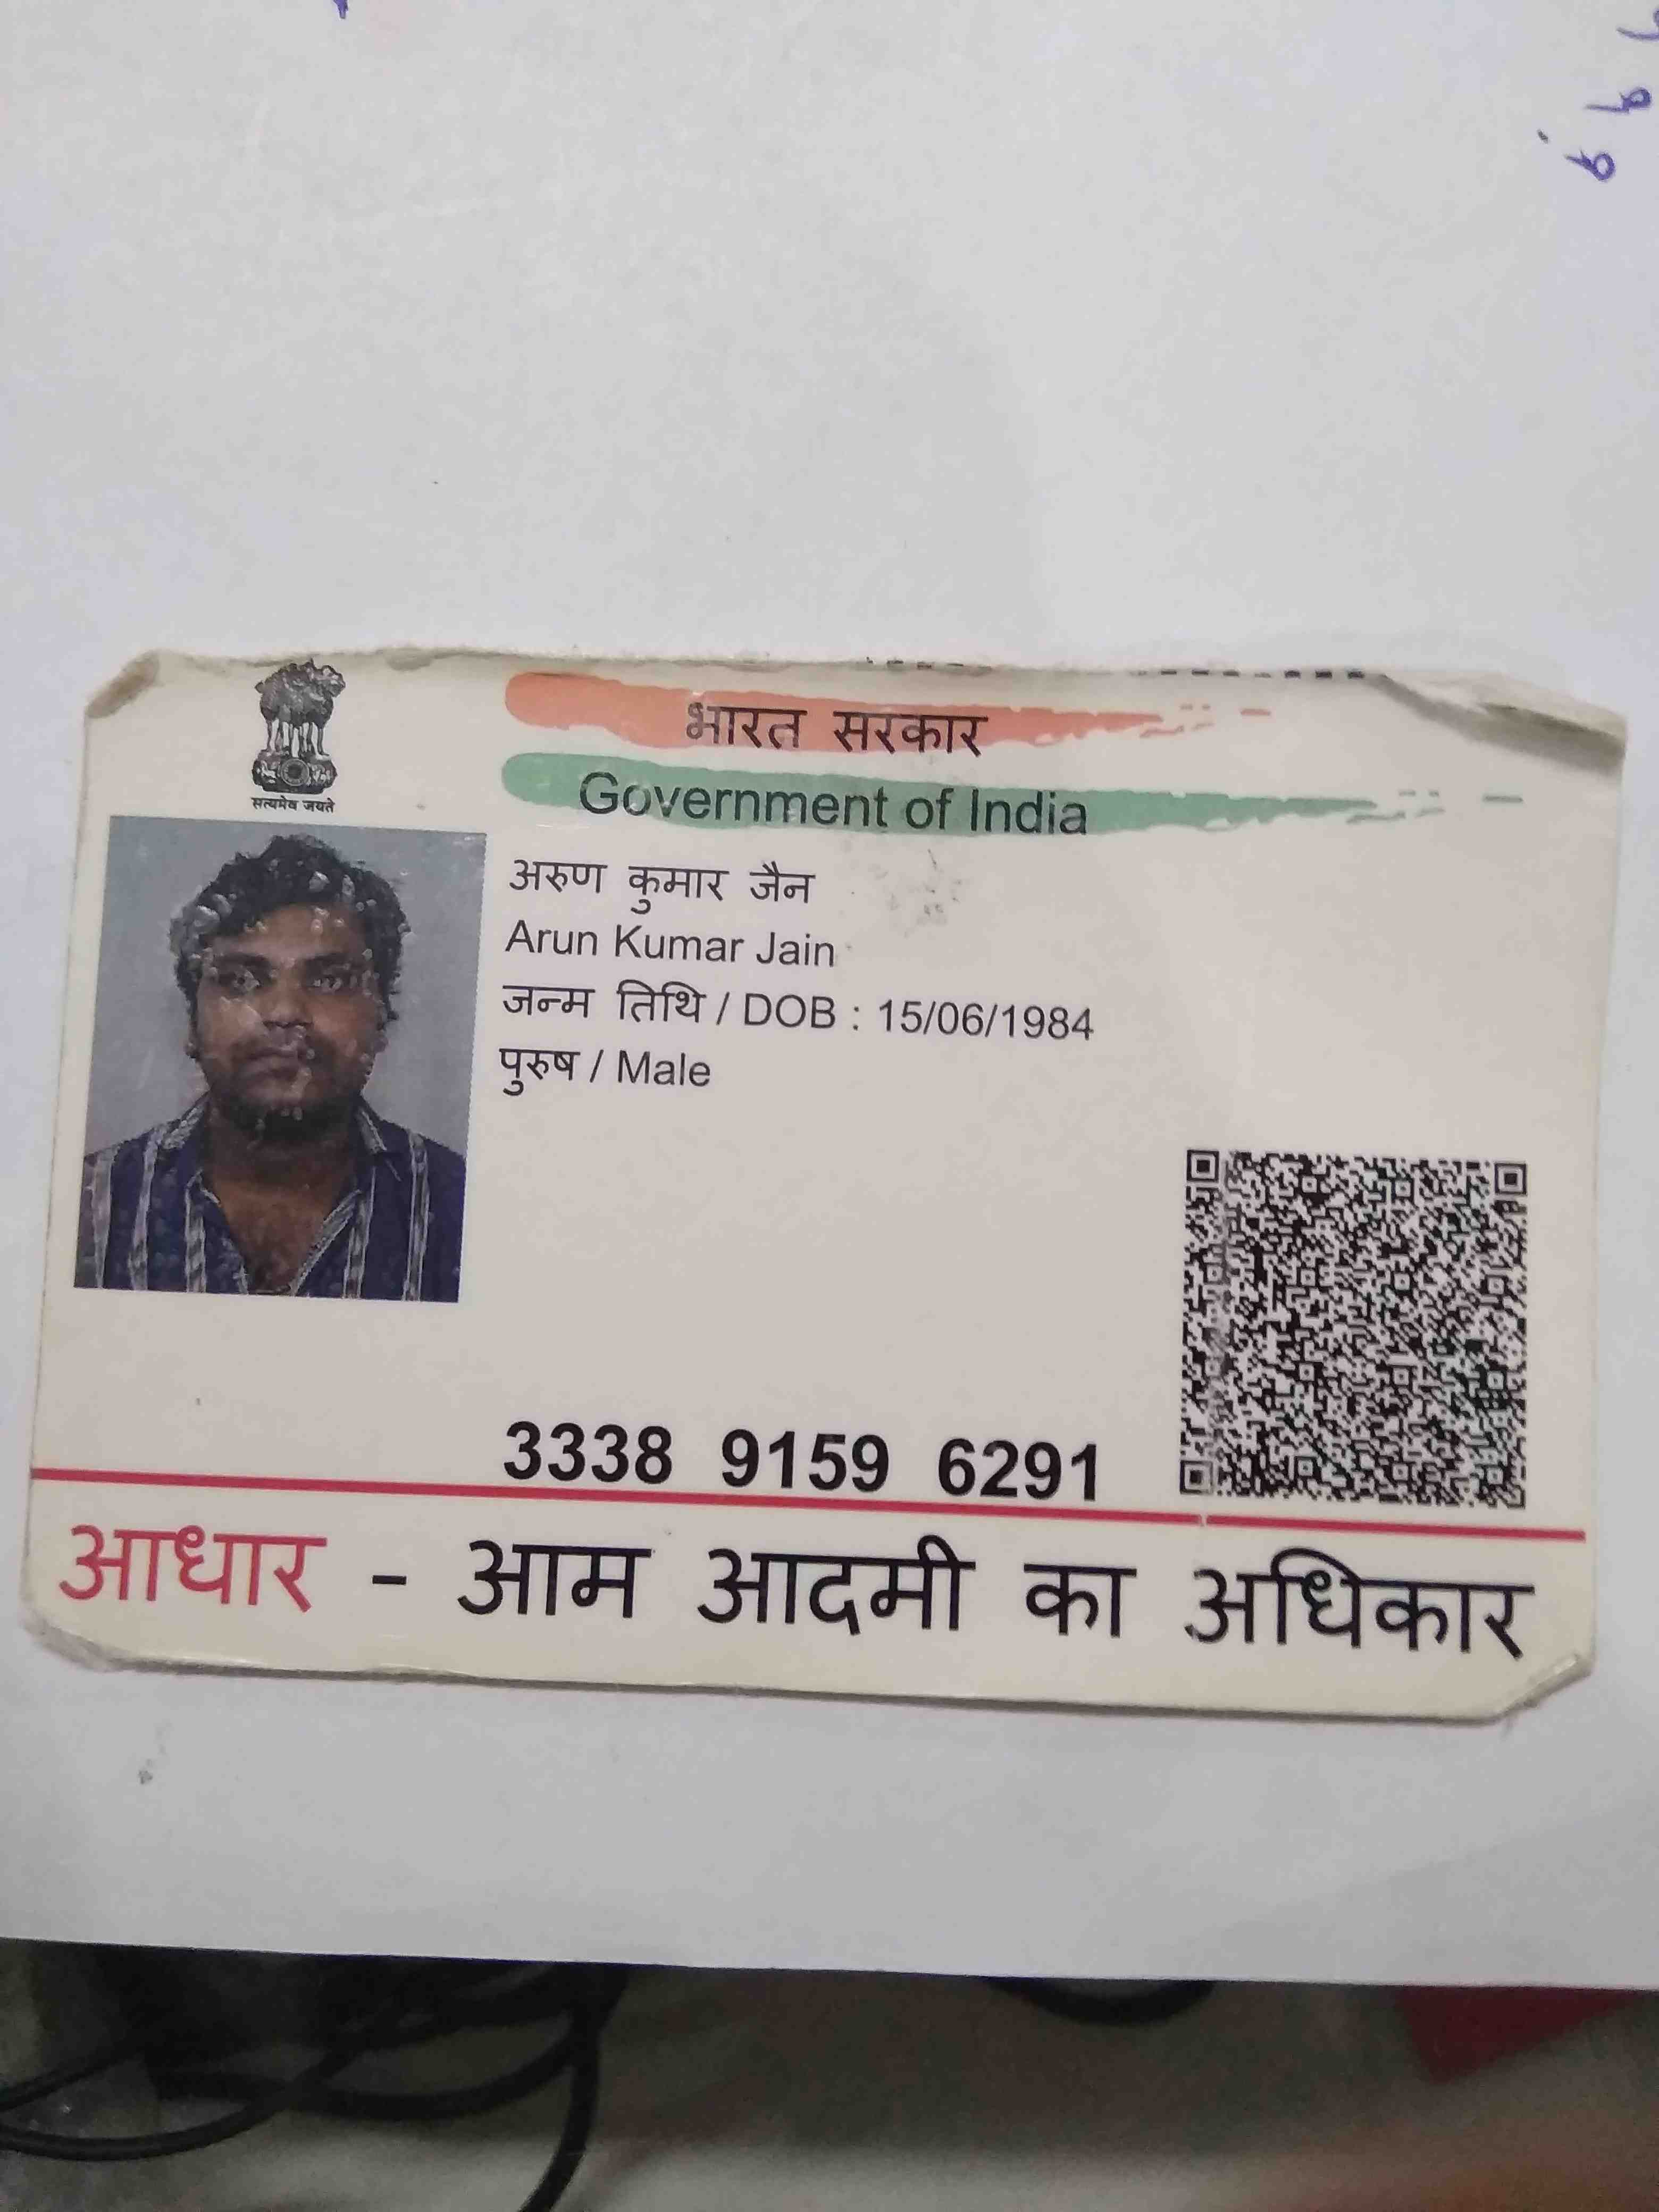 सत्यमेव जयते
भारत सरकार
Government of India
अरुण कुमार जैन
Arun Kumar Jain
जन्म तिथि / DOB : 15/06/1984
पुरुष / Male
3338 9159 6291
आधार - आम आदमी का अधिकार